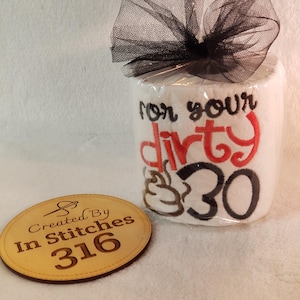 for your
dirty
30
Created By
In Stitches
316